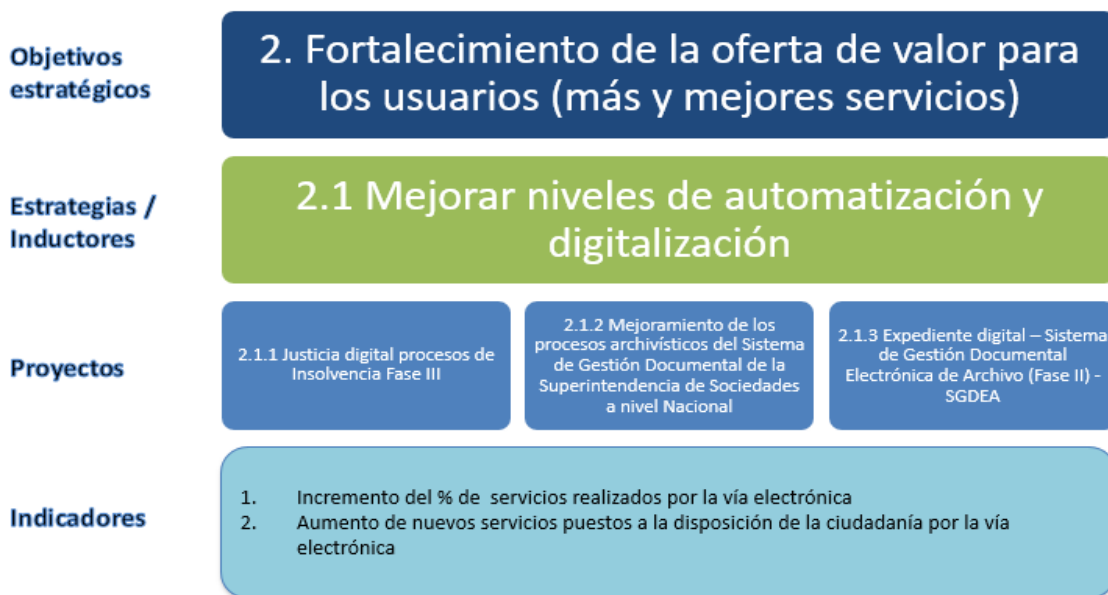 Objetivos
estratégicos
2. Fortalecimiento de la oferta de valor para
los usuarios (más y mejores servicios)
Estrategias /
Inductores
2.1 Mejorar niveles de automatización y
digitalización
Proyectos
2.1.1 Justicia digital procesos de
Insolvencia Fase III
2.1.2 Mejoramiento de los
procesos archivísticos del Sistema
de Gestión Documental de la
Superintendencia de Sociedades
a nivel Nacional
2.1.3 Expediente digital – Sistema
de Gestión Documental
Electrónica de Archivo (Fase II) -
SGDEA
Indicadores
1. Incremento del % de servicios realizados por la vía electrónica
2. Aumento de nuevos servicios puestos a la disposición de la ciudadanía por la vía
electrónica